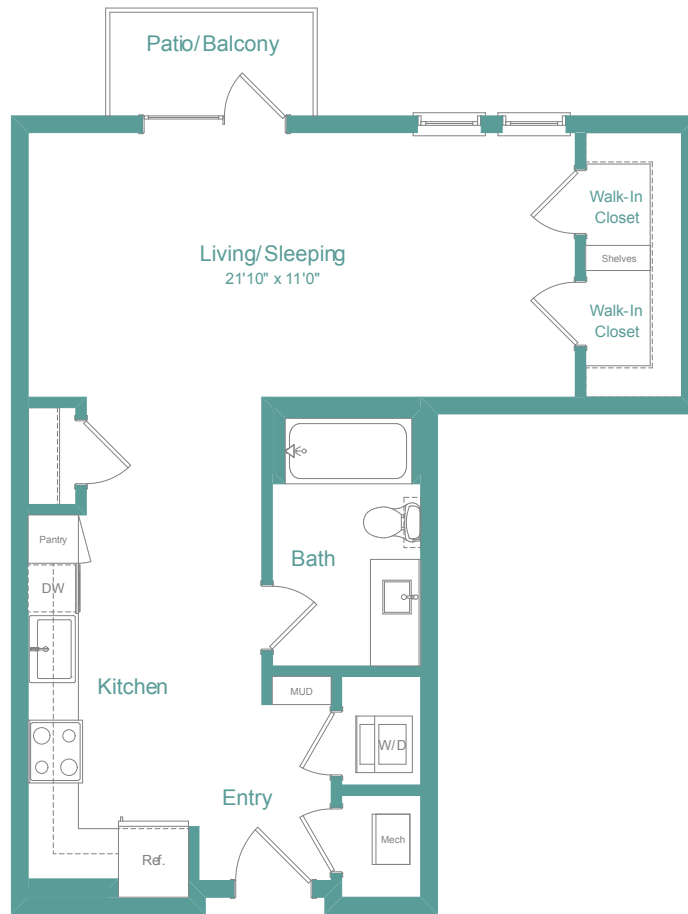 Patio/Balcony
Living/Sleeping
21'10" x 11'0"
Walk-In
Closet
Shelves
Walk-In
Closet
Pantry
DW
Bath
Kitchen
MUD
W/D
Entry
Mech
Ref.